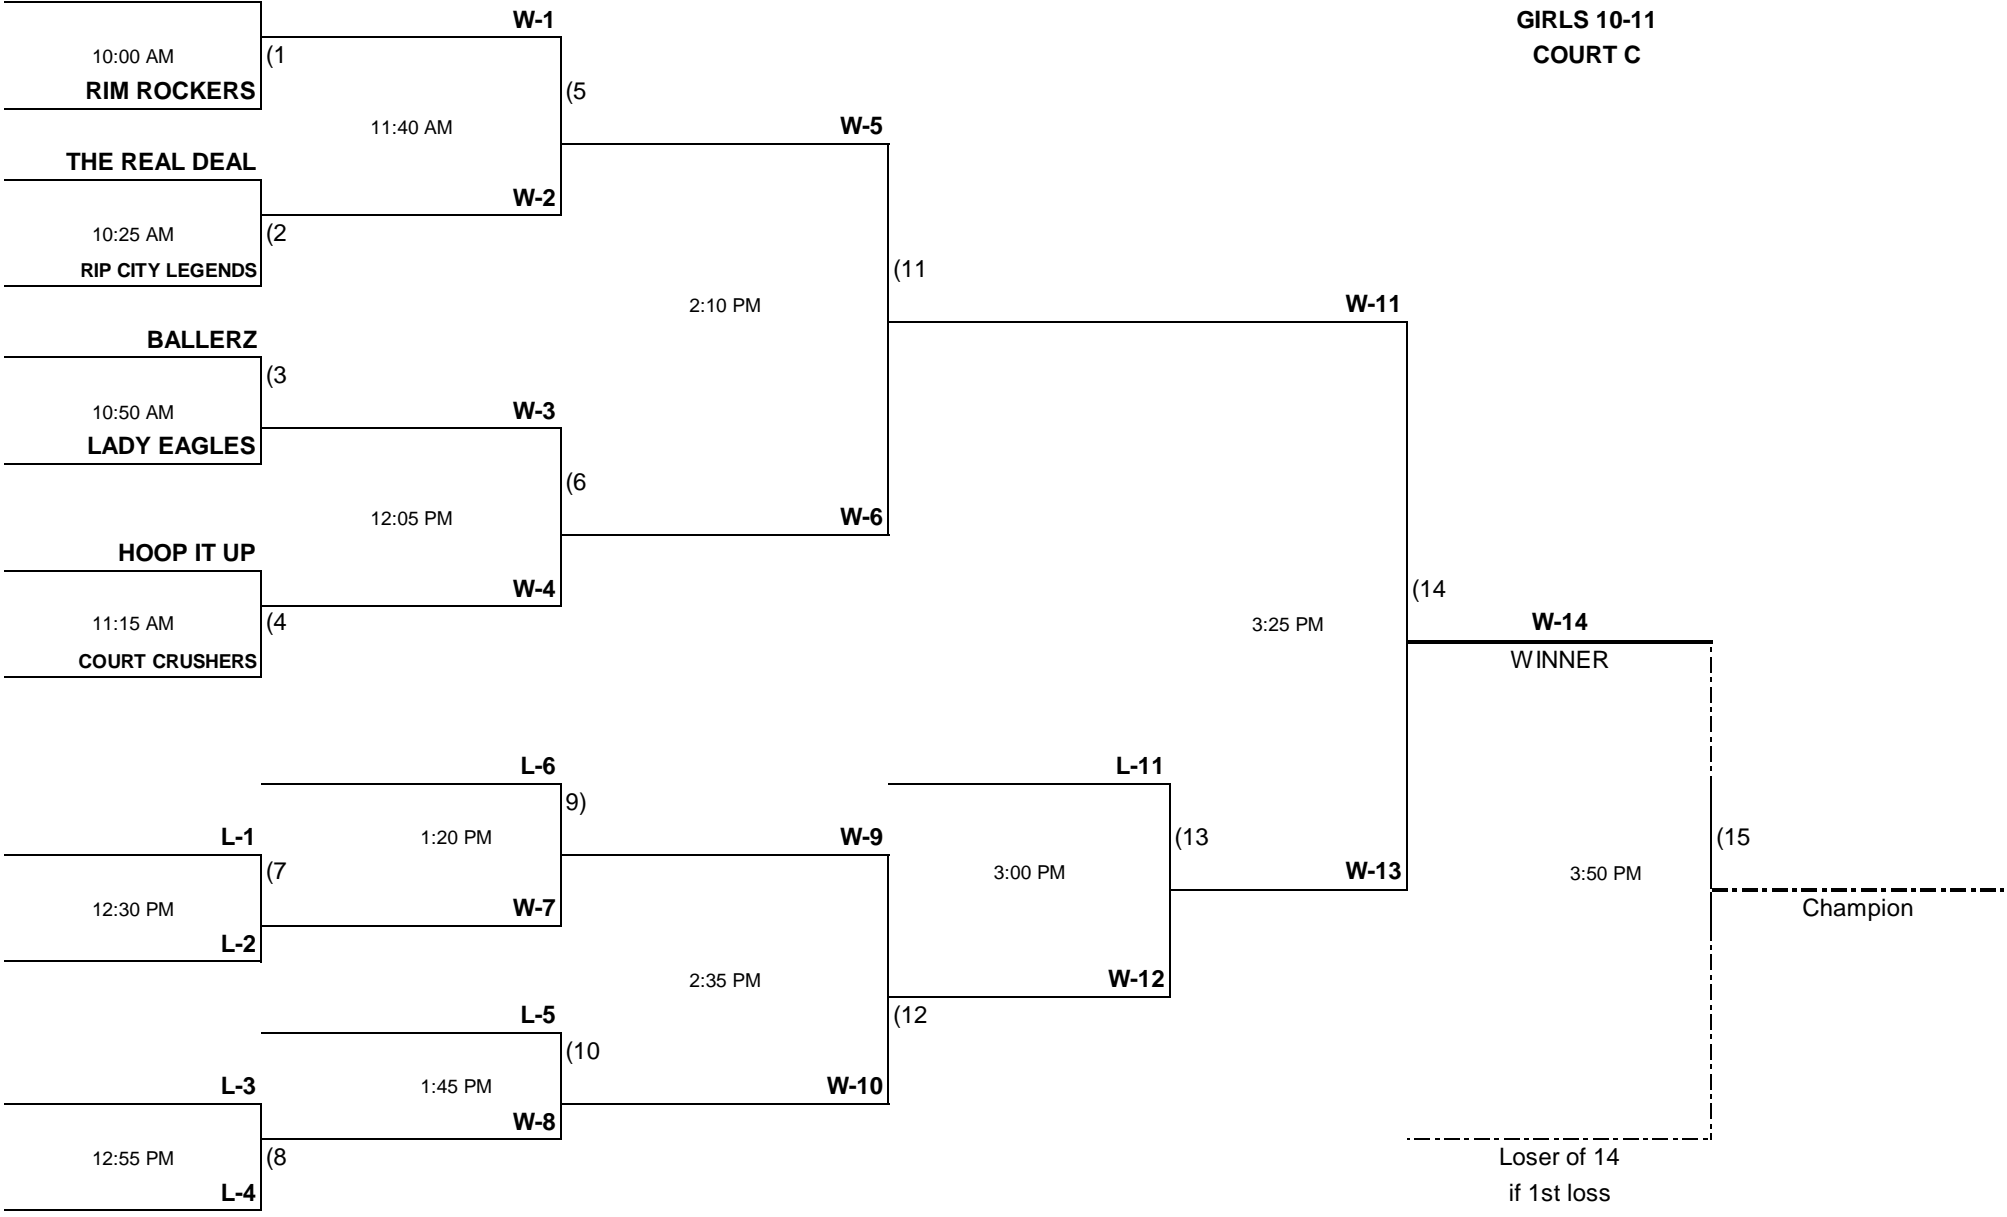 W-1
GIRLS 10-11
10:00 AM
(1
COURT C
RIM ROCKERS
(5
11:40 AM
W-5
THE REAL DEAL
W-2
10:25 AM
(2
RIP CITY LEGENDS
(11
2:10 PM
W-11
BALLERZ
(3
10:50 AM
W-3
LADY EAGLES
(6
12:05 PM
W-6
HOOP IT UP
W-4
(14
11:15 AM
(4
3:25 PM
W-14
COURT CRUSHERS
WINNER
L-6
L-11
9)
L-1
1:20 PM
W-9
(13
(15
(7
3:00 PM
W-13
3:50 PM
12:30 PM
W-7
Champion
L-2
2:35 PM
W-12
L-5
(12
(10
L-3
1:45 PM
W-10
W-8
12:55 PM
(8
Loser of 14
L-4
if 1st loss